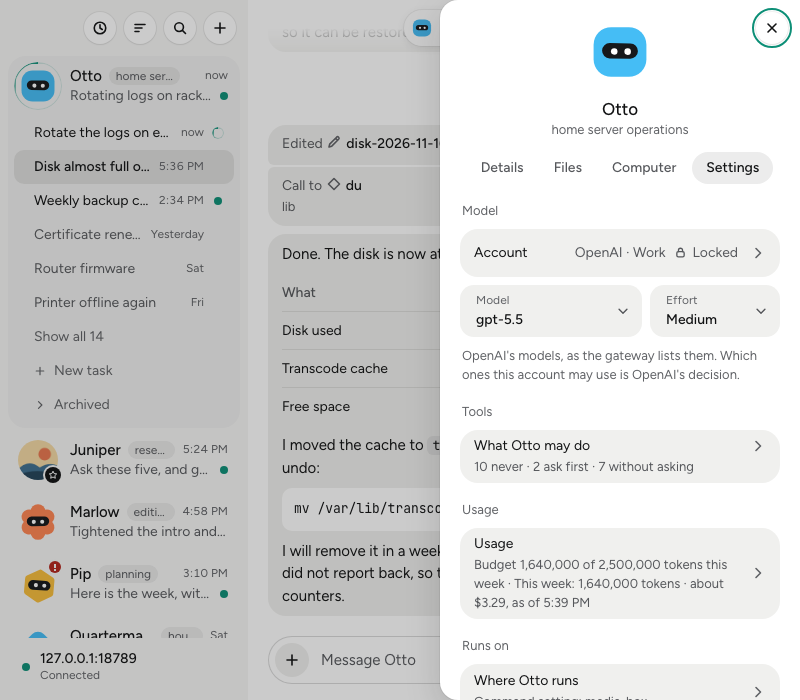 Otto home ser... now
Rotating logs on rack...
Rotate the logs on e... now
Disk almost full o... 5:36 PM
Weekly backup c... 2:34 PM
Certificate rene... Yesterday
Router firmware Sat
Printer offline again Fri
Show all 14
New task
Archived
Juniper rese... 5:24 PM
Ask these five, and g...
Marlow editi... 4:58 PM
Tightened the intro and...
Pip planning 3:10 PM
Here is the week, wit...
Quarterma hou... Sat
127.0.0.1:18789
Connected
so it can be restor
Edited disk-2026-11-1
Call to du
lib
Done. The disk is now at
What
Disk used
Transcode cache
Free space
I moved the cache to
undo:
mv /var/lib/transco
I will remove it in a week
did not report back, so t
counters.
Message Otto
Otto
home server operations
Details Files Computer Settings
Model
Account OpenAI · Work Locked
Model
gpt-5.5
Effort
Medium
OpenAI's models, as the gateway lists them. Which
ones this account may use is OpenAI's decision.
Tools
What Otto may do
10 never · 2 ask first · 7 without asking
Usage
Usage
Budget 1,640,000 of 2,500,000 tokens this
week · This week: 1,640,000 tokens · about
$3.29, as of 5:39 PM
Runs on
Where Otto runs